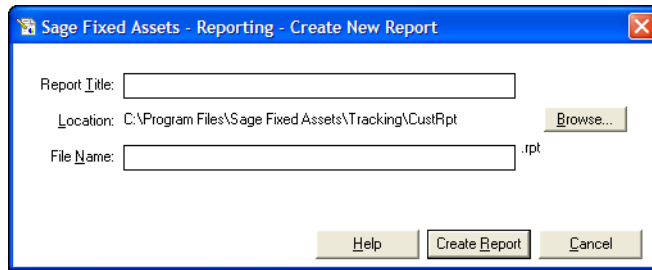 Sage Fixed Assets - Reporting - Create New Report
Report Title:
Location: C:\Program Files\Sage Fixed Assets\Tracking\CustRpt Browse...
File Name: .rpt
Help Create Report Cancel